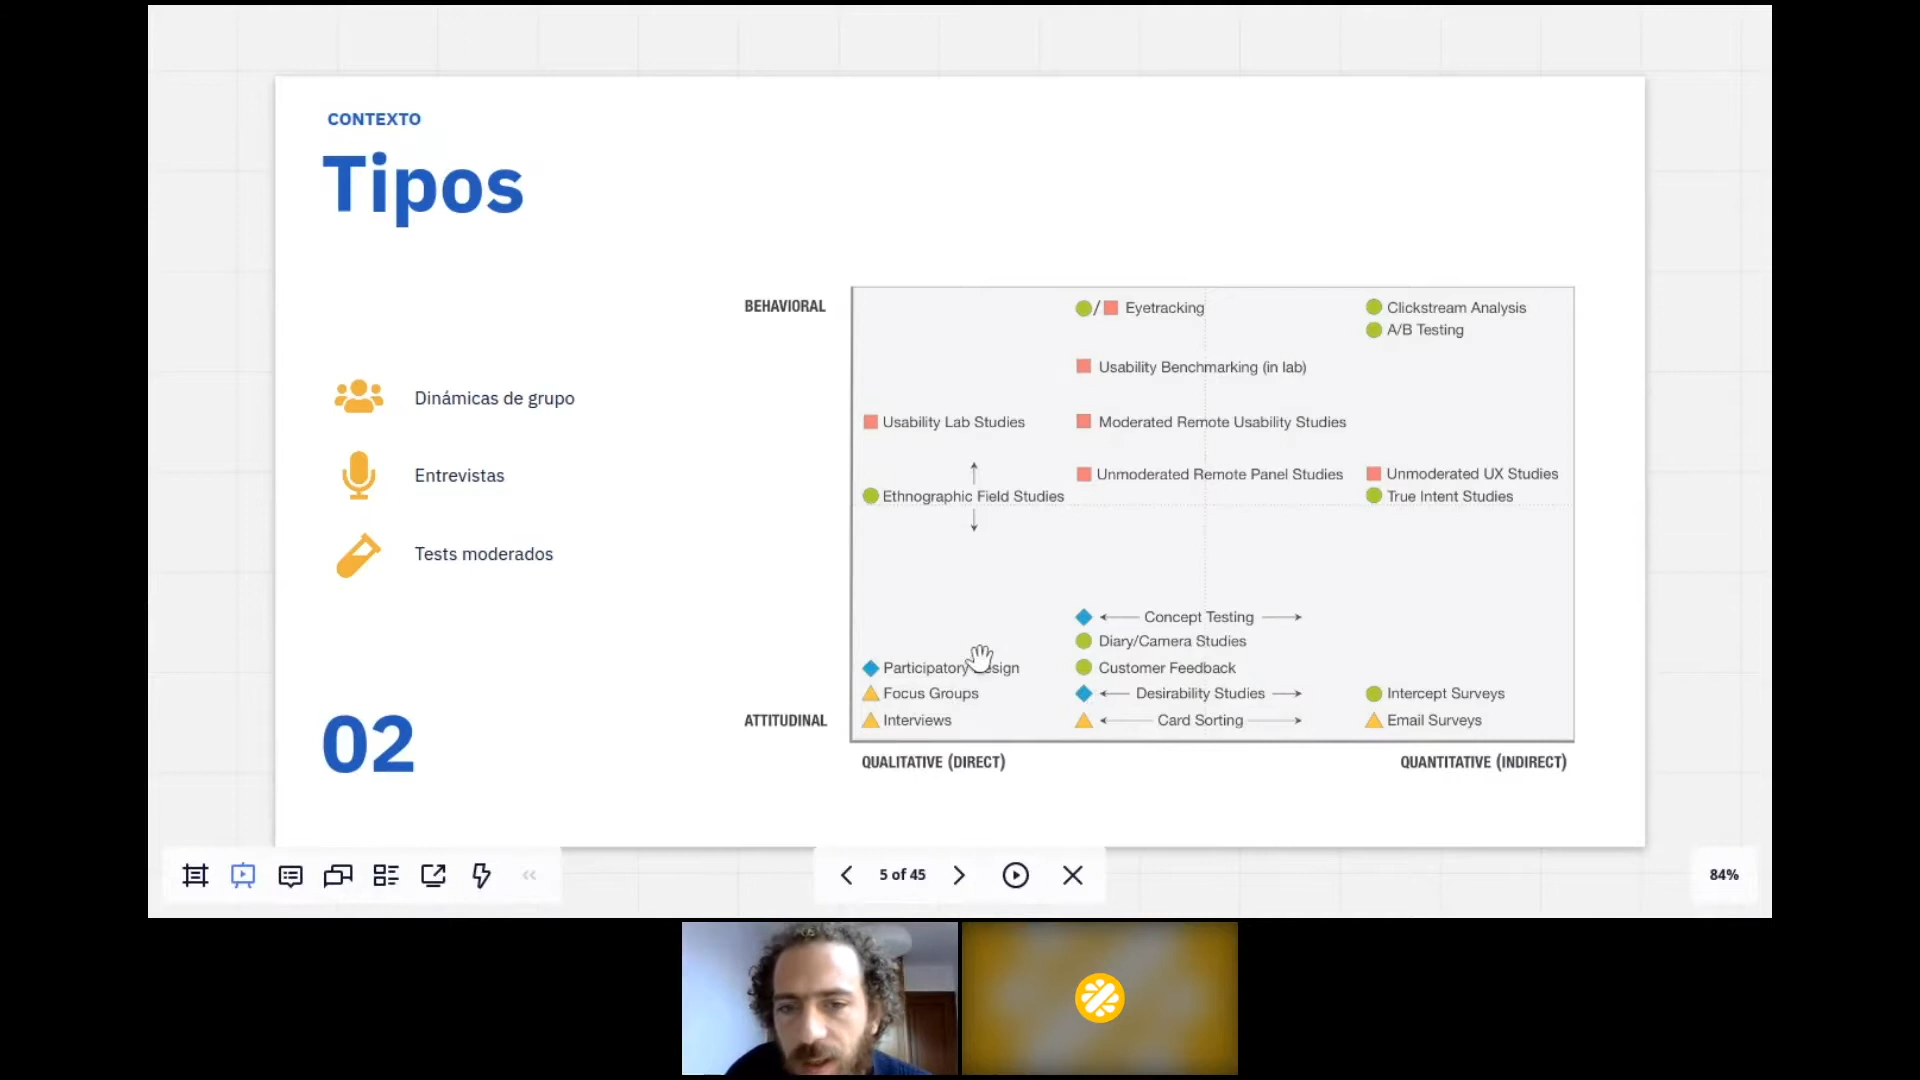 CONTEXTO
Tipos
Dinámicas de grupo
Entrevistas
Tests moderados
02
BEHAVIORAL
/ Eyetracking
Clickstream Analysis
A/B Testing
Usability Benchmarking (in lab)
Usability Lab Studies
Moderated Remote Usability Studies
Unmoderated Remote Panel Studies
Unmoderated UX Studies
Ethnographic Field Studies
True Intent Studies
Concept Testing
Diary/Camera Studies
Participatory
Customer Feedback
Focus Groups
Desirability Studies
Intercept Surveys
ATTITUDINAL
Interviews
Card Sorting
Email Surveys
QUALITATIVE (DIRECT)
QUANTITATIVE (INDIRECT)
5 of 45
84%